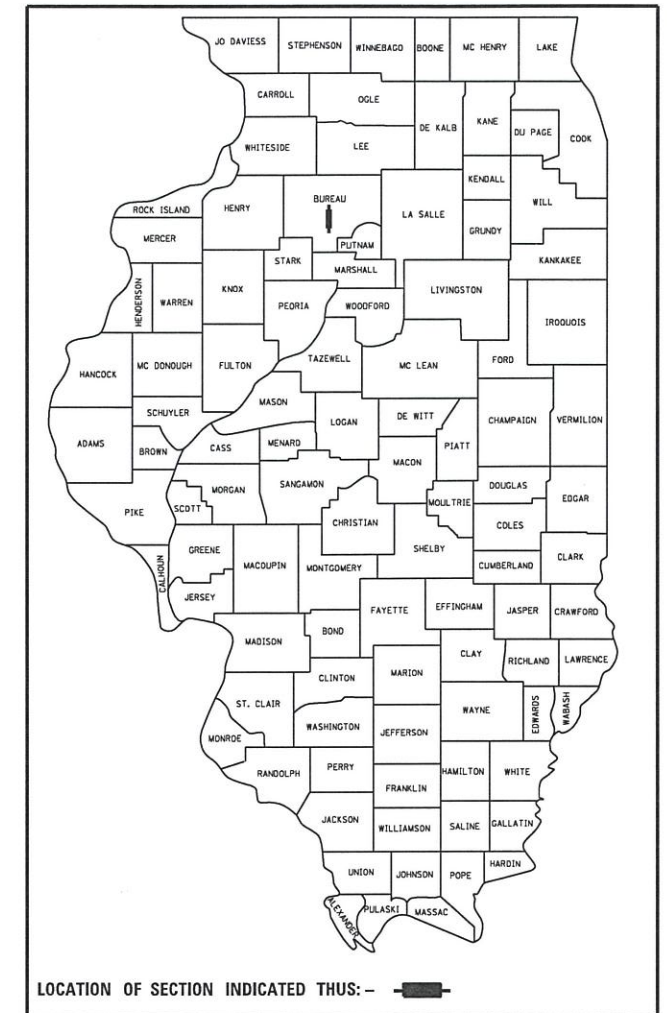 JO DAVIESS
STEPHENSON
WINNEBAGO
BOONE
MC HENRY
LAKE
CARROLL
OGLE
DE KALB
KANE
DU PAGE
COOK
WHITESIDE
LEE
KENDALL
WILL
ROCK ISLAND
HENRY
BUREAU
LA SALLE
GRUNDY
MERCER
PUTNAM
STARK
MARSHALL
KANKAKEE
HENDERSON
WARREN
KNOX
PEORIA
WOODFORD
LIVINGSTON
IROQUOIS
HANCOCK
MC DONOUGH
FULTON
TAZEWELL
MC LEAN
FORD
SCHUYLER
MASON
LOGAN
DE WITT
CHAMPAIGN
VERMILION
ADAMS
BROWN
CASS
MENARD
MACON
PIATT
PIKE
SCOTT
MORGAN
SANGAMON
CHRISTIAN
MOULTRIE
DOUGLAS
EDGAR
COLES
CALHOUN
GREENE
JERSEY
MACOUPIN
MONTGOMERY
SHELBY
CUMBERLAND
CLARK
FAYETTE
EFFINGHAM
JASPER
CRAWFORD
MADISON
BOND
CLAY
RICHLAND
LAWRENCE
CLINTON
MARION
ST. CLAIR
WAYNE
EDWARDS
WABASH
MONROE
WASHINGTON
JEFFERSON
RANDOLPH
PERRY
FRANKLIN
HAMILTON
WHITE
JACKSON
WILLIAMSON
SALINE
GALLATIN
UNION
JOHNSON
POPE
HARDIN
ALEXANDER
PULASKI
MASSAC
LOCATION OF SECTION INDICATED THUS: –